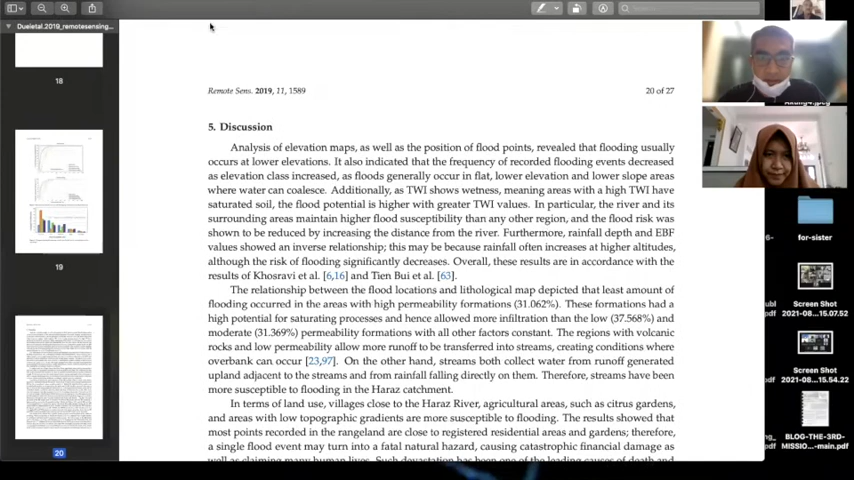 Dueietal.2019_remotesensing...
18
19
20
Remote Sens. 2019, 11, 1589
20 of 27
5. Discussion
Analysis of elevation maps, as well as the position of flood points, revealed that flooding usually
occurs at lower elevations. It also indicated that the frequency of recorded flooding events decreased
as elevation class increased, as floods generally occur in flat, lower elevation and lower slope areas
where water can coalesce. Additionally, as TWI shows wetness, meaning areas with a high TWI have
saturated soil, the flood potential is higher with greater TWI values. In particular, the river and its
surrounding areas maintain higher flood susceptibility than any other region, and the flood risk was
shown to be reduced by increasing the distance from the river. Furthermore, rainfall depth and EBF
values showed an inverse relationship; this may be because rainfall often increases at higher altitudes,
although the risk of flooding significantly decreases. Overall, these results are in accordance with the
results of Khosravi et al. [6,16] and Tien Bui et al. [63].
The relationship between the flood locations and lithological map depicted that least amount of
flooding occurred in the areas with high permeability formations (31.062%). These formations had a
high potential for saturating processes and hence allowed more infiltration than the low (37.568%) and
moderate (31.369%) permeability formations with all other factors constant. The regions with volcanic
rocks and low permeability allow more runoff to be transferred into streams, creating conditions where
overbank can occur [23,97]. On the other hand, streams both collect water from runoff generated
upland adjacent to the streams and from rainfall falling directly on them. Therefore, streams have been
more susceptible to flooding in the Haraz catchment.
In terms of land use, villages close to the Haraz River, agricultural areas, such as citrus gardens,
and areas with low topographic gradients are more susceptible to flooding. The results showed that
most points recorded in the rangeland are close to registered residential areas and gardens; therefore,
a single flood event may turn into a fatal natural hazard, causing catastrophic financial damage as
well as claiming many human lives. Such devastation has been one of the leading causes of death and
for-sister
Screen Shot
2021-08...15.07.52
Screen Shot
2021-08...15.54.22
BLOG-THE-3RD-
MISSIO...-main.pdf